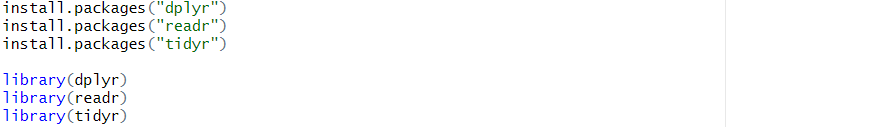 install.packages("dplyr")
install.packages("readr")
install.packages("tidyr")
library(dplyr)
library(readr)
library(tidyr)